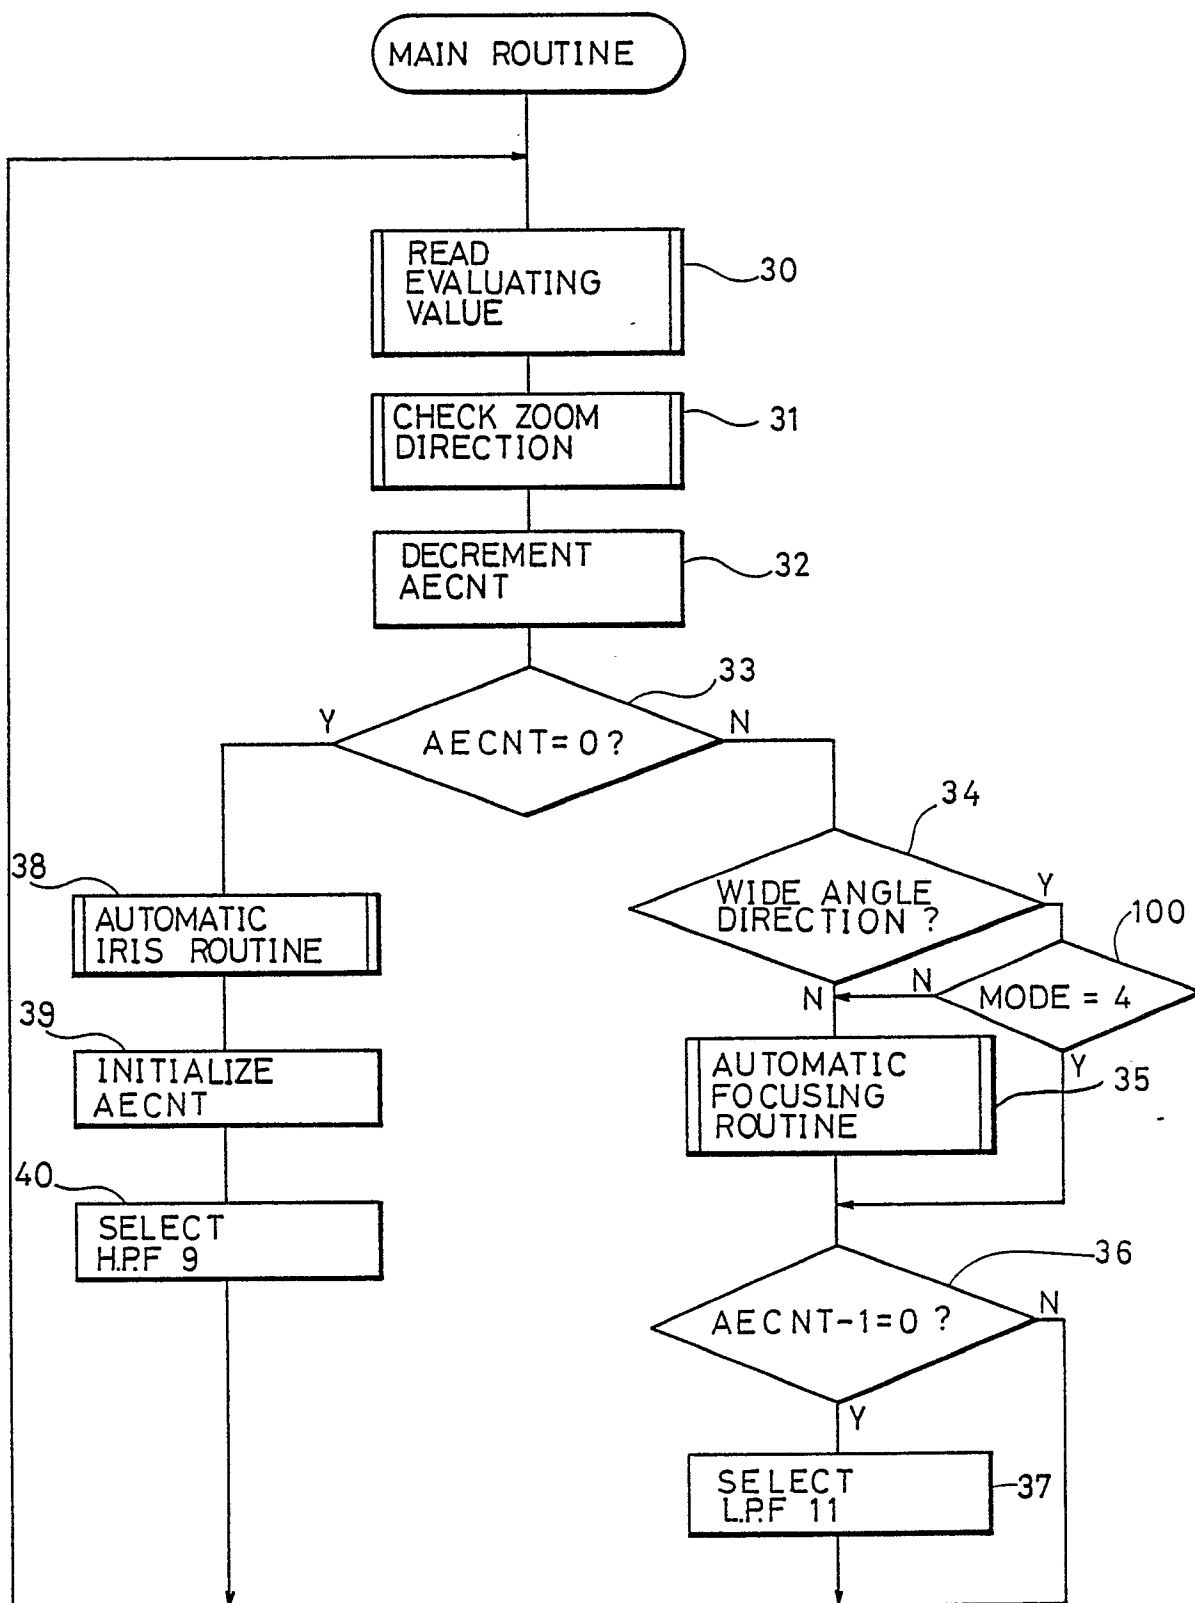 MAIN ROUTINE
READ
EVALUATING
VALUE
30
CHECK ZOOM
DIRECTION
31
DECREMENT
AECNT
32
33
Y
N
AECNT=0?
34
38
WIDE ANGLE
DIRECTION ?
Y
100
AUTOMATIC
IRIS ROUTINE
N
N
MODE = 4
39
Y
INITIALIZE
AECNT
AUTOMATIC
FOCUSING
ROUTINE
35
40
SELECT
H.P.F 9
36
N
AECNT-1=0 ?
Y
SELECT
L.P.F 11
37